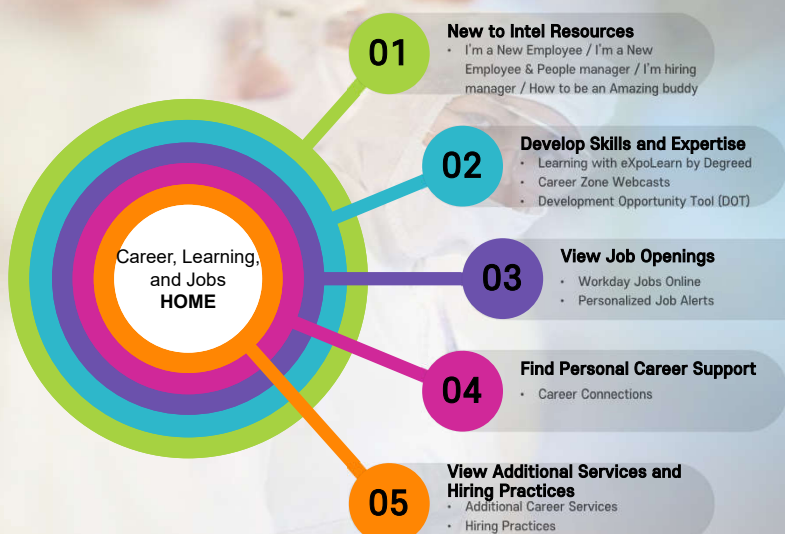 Career, Learning,
and Jobs
HOME
01
New to Intel Resources
• I'm a New Employee / I'm a New
Employee & People manager / I'm hiring
manager / How to be an Amazing buddy
02
Develop Skills and Expertise
• Learning with eXpoLearn by Degreed
• Career Zone Webcasts
• Development Opportunity Tool (DOT)
03
View Job Openings
• Workday Jobs Online
• Personalized Job Alerts
04
Find Personal Career Support
• Career Connections
05
View Additional Services and
Hiring Practices
• Additional Career Services
• Hiring Practices